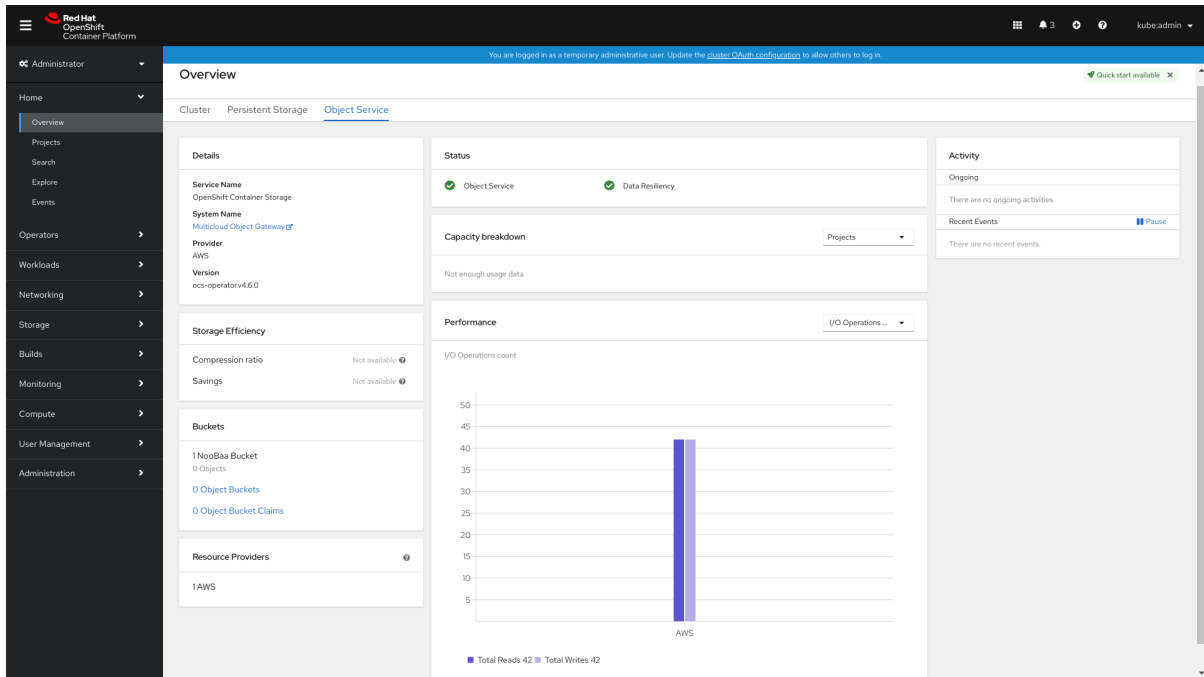 Red Hat
OpenShift
Container Platform
3
kube:admin
You are logged in as a temporary administrative user. Update the cluster OAuth configuration to allow others to log in.
Administrator
Home
Overview
Projects
Search
Explore
Events
Operators
Workloads
Networking
Storage
Builds
Monitoring
Compute
User Management
Administration
Overview
Quick start available
Cluster Persistent Storage Object Service
Details
Service Name
OpenShift Container Storage
System Name
Multicloud Object Gateway
Provider
AWS
Version
ocs-operator.v4.6.0
Storage Efficiency
Compression ratio Not available
Savings Not available
Buckets
1 NooBaa Bucket
0 Objects
0 Object Buckets
0 Object Bucket Claims
Resource Providers
1 AWS
Status
Object Service Data Resiliency
Capacity breakdown Projects
Not enough usage data
Performance I/O Operations ...
I/O Operations count
50
45
40
35
30
25
20
15
10
5
AWS
Total Reads 42 Total Writes 42
Activity
Ongoing
There are no ongoing activities.
Recent Events Pause
There are no recent events.